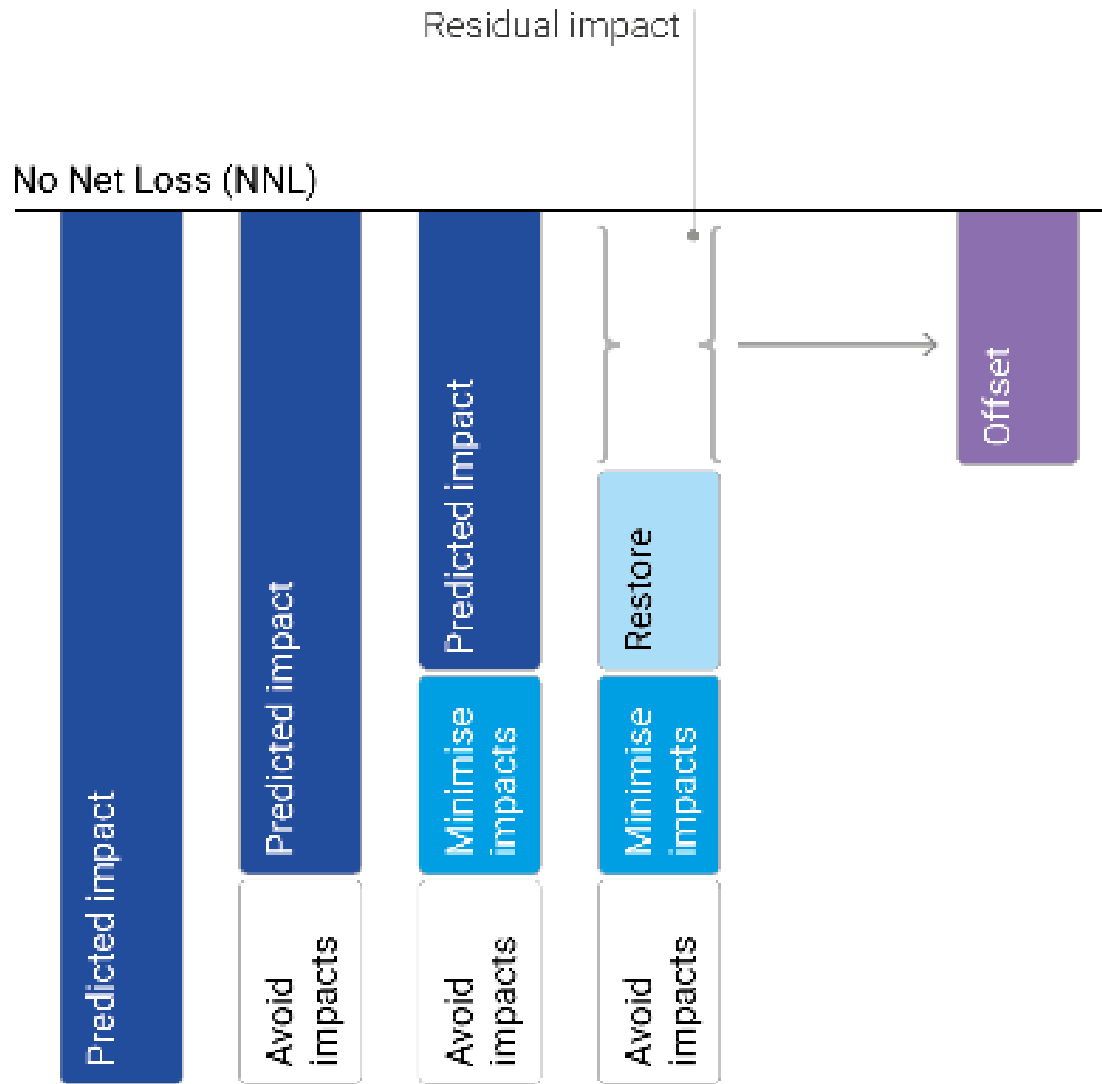 Residual impact
No Net Loss (NNL)
Predicted impact
Predicted impact
Avoid
impacts
Predicted impact
Minimise
impacts
Avoid
impacts
Restore
Minimise
impacts
Avoid
impacts
Offset